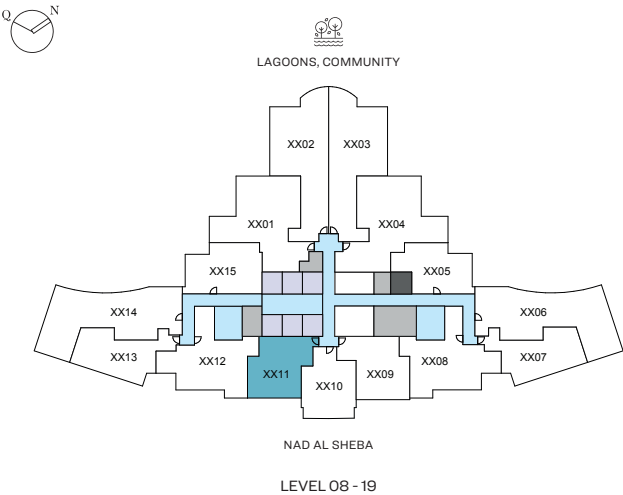 Q N
LAGOONS, COMMUNITY
XX02 XX03
XX01 XX04
XX15 XX05
XX14 XX06
XX13 XX12 XX08 XX07
XX11 XX10 XX09
NAD AL SHEBA
LEVEL 08 - 19